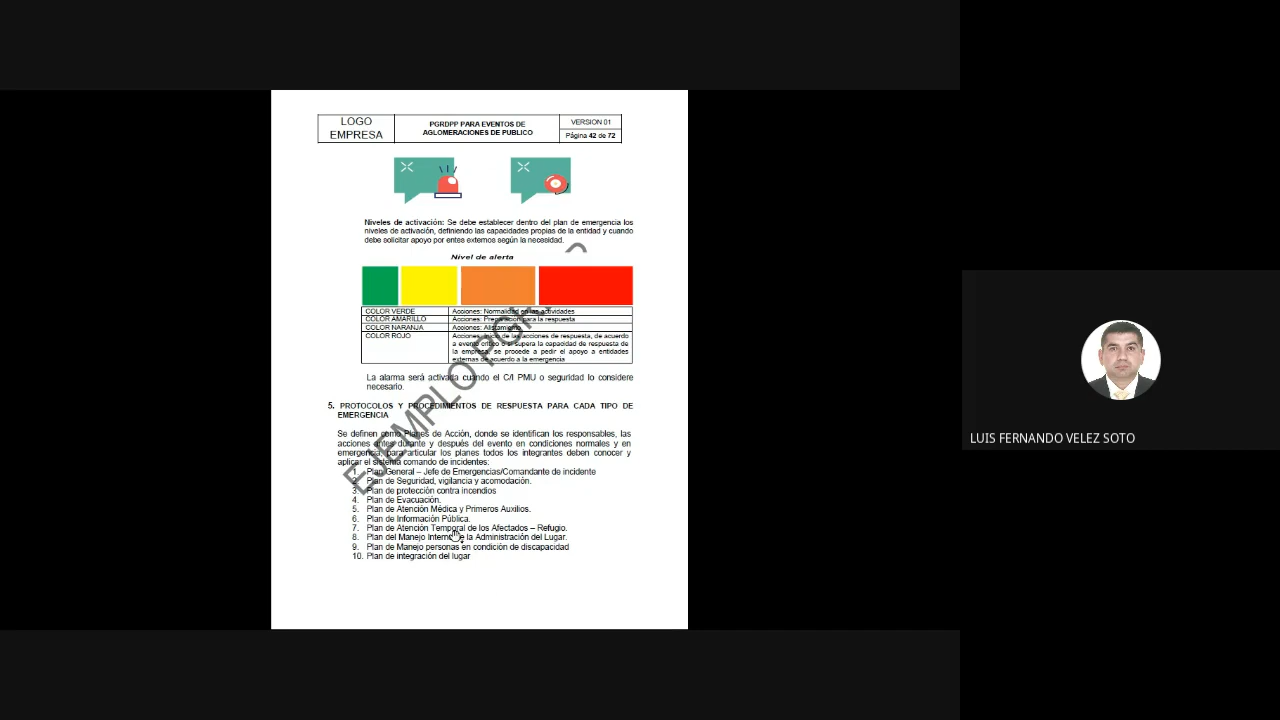 LOGO
EMPRESA
PGRDPP PARA EVENTOS DE
AGLOMERACIONES DE PUBLICO
VERSION 01
Página 42 de 72
Niveles de activación: Se debe establecer dentro del plan de emergencia los
niveles de activación, definiendo las capacidades propias de la entidad y cuando
debe solicitar apoyo por entes externos según la necesidad.
Nivel de alerta
COLOR VERDE Acciones: Normalidad en las actividades
COLOR AMARILLO Acciones: Preparación para la respuesta
COLOR NARANJA Acciones: Alistamiento
COLOR ROJO Acciones: Inicio de las acciones de respuesta, de acuerdo
a evento crítico o si supera la capacidad de respuesta de
la empresa, se procede a pedir el apoyo a entidades
externas de acuerdo a la emergencia
La alarma será activada cuando el C/I PMU o seguridad lo considere
necesario.
5. PROTOCOLOS Y PROCEDIMIENTOS DE RESPUESTA PARA CADA TIPO DE
EMERGENCIA
Se definen como Planes de Acción, donde se identifican los responsables, las
acciones antes durante y después del evento en condiciones normales y en
emergencia, para articular los planes todos los integrantes deben conocer y
aplicar el sistema comando de incidentes:
1. Plan General – Jefe de Emergencias/Comandante de incidente
2. Plan de Seguridad, vigilancia y acomodación.
3. Plan de protección contra incendios
4. Plan de Evacuación.
5. Plan de Atención Médica y Primeros Auxilios.
6. Plan de Información Pública.
7. Plan de Atención Temporal de los Afectados – Refugio.
8. Plan del Manejo Interno de la Administración del Lugar.
9. Plan de Manejo personas en condición de discapacidad
10. Plan de integración del lugar
EJEMPLO
LUIS FERNANDO VELEZ SOTO